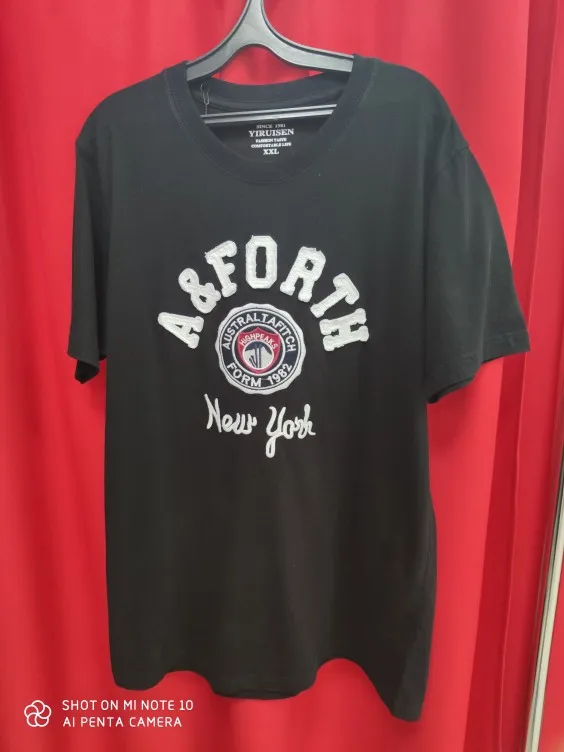 SINCE 1981
YIRUISEN
FASHION TASTE
COMFORTABLE LIFE
XXL
A&FORTH
AUSTRALTAFITCH
HIGHPEAKS
FORM 1982
New York
SHOT ON MI NOTE 10
AI PENTA CAMERA